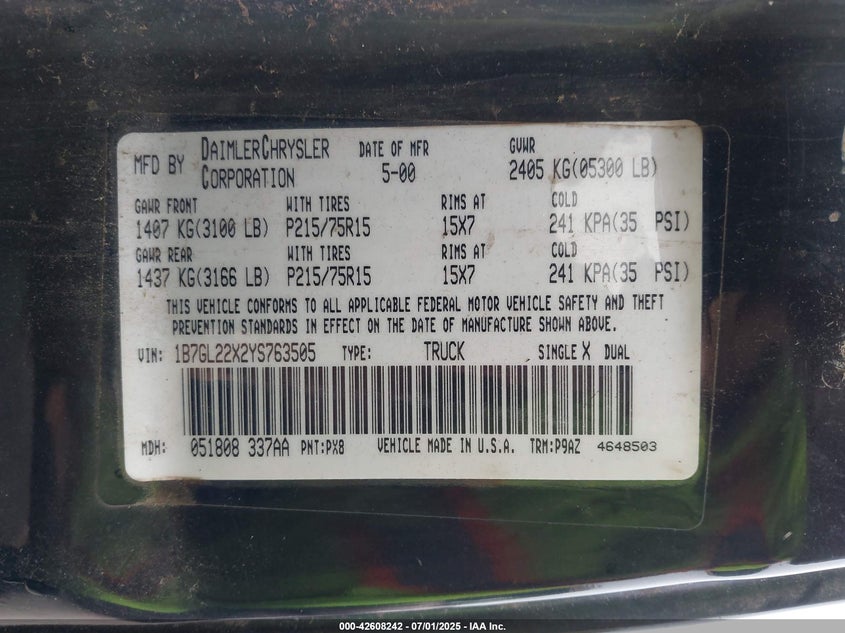 MFD BY DAIMLERCHRYSLER CORPORATION DATE OF MFR 5-00 GVWR 2405 KG(05300 LB)
GAWR FRONT WITH TIRES RIMS AT COLD
1407 KG(3100 LB) P215/75R15 15X7 241 KPA(35 PSI)
GAWR REAR WITH TIRES RIMS AT COLD
1437 KG(3166 LB) P215/75R15 15X7 241 KPA(35 PSI)
THIS VEHICLE CONFORMS TO ALL APPLICABLE FEDERAL MOTOR VEHICLE SAFETY AND THEFT
PREVENTION STANDARDS IN EFFECT ON THE DATE OF MANUFACTURE SHOWN ABOVE.
VIN: 1B7GL22X2YS763505 TYPE: TRUCK SINGLE X DUAL
MDH: 051808 337AA PNT:PX8 VEHICLE MADE IN U.S.A. TRM:P9AZ 4648503
000-42608242 - 07/01/2025 - IAA Inc.